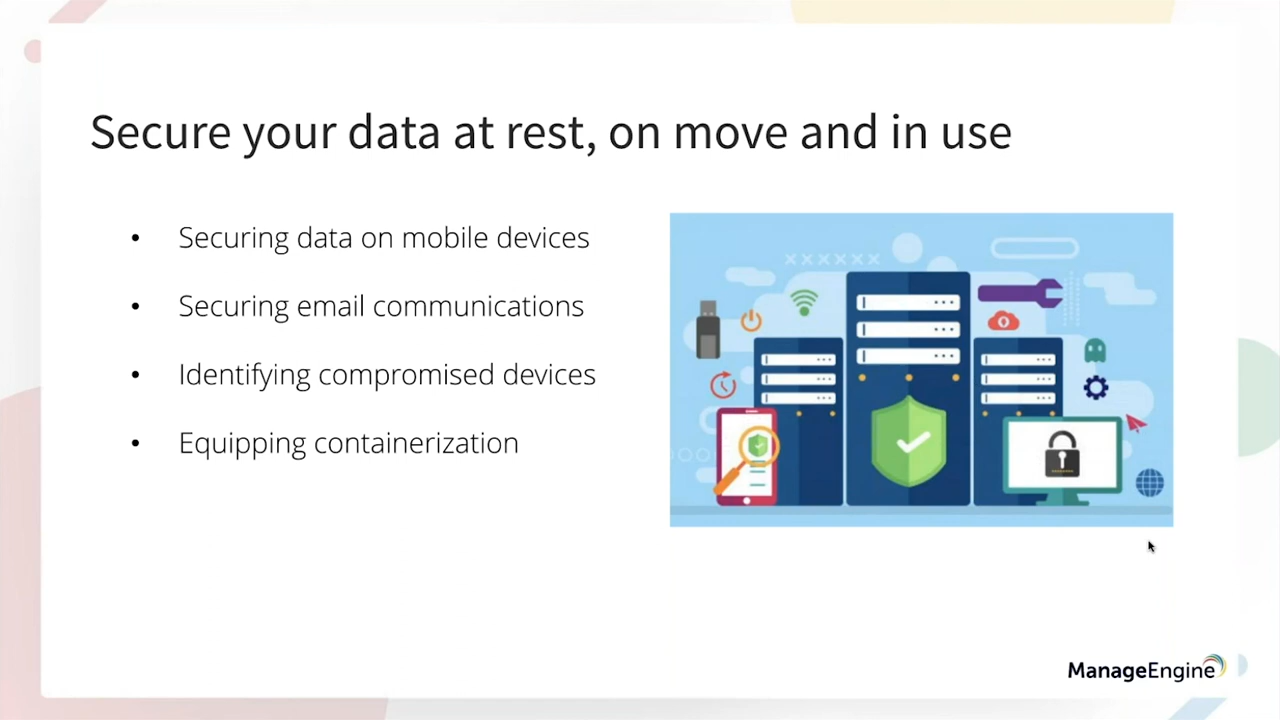 Secure your data at rest, on move and in use
• Securing data on mobile devices
• Securing email communications
• Identifying compromised devices
• Equipping containerization
ManageEngine